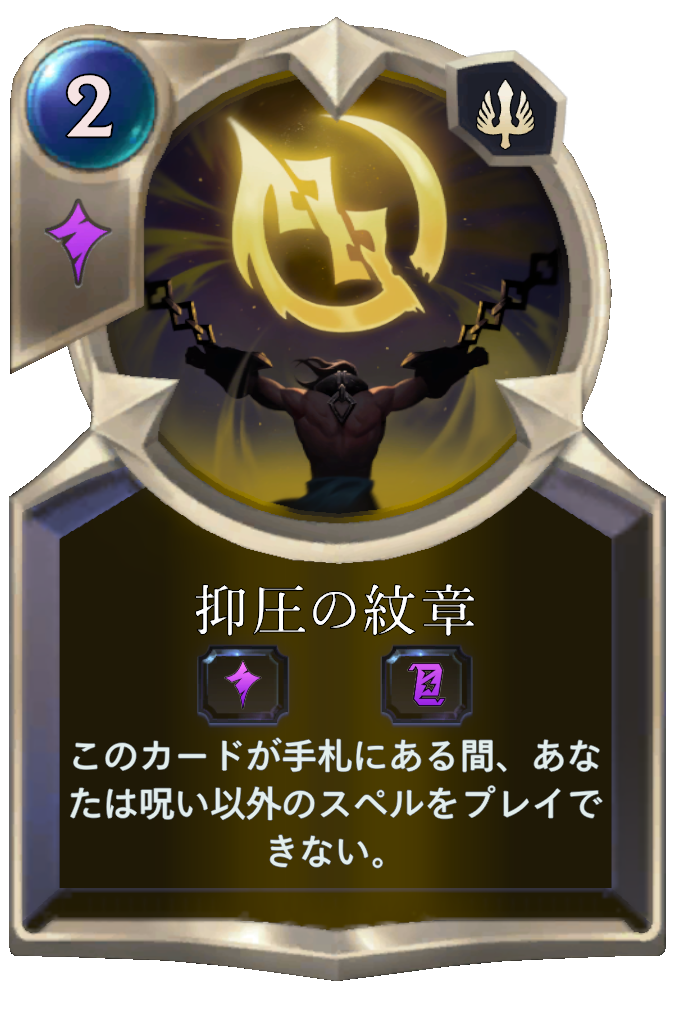 2
抑圧の紋章
このカードが手札にある間、あな
たは呪い以外のスペルをプレイで
きない。